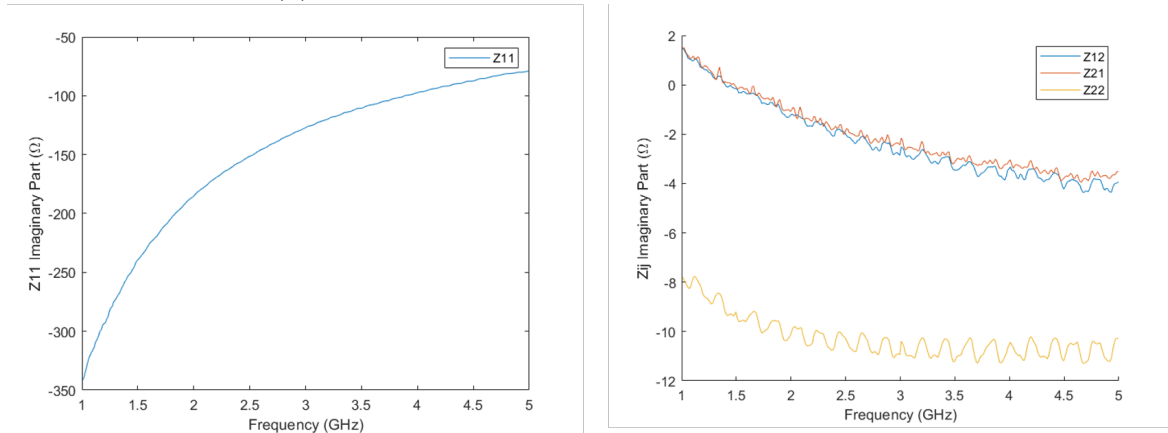 -50
-100
-150
-200
-250
-300
-350
Z11 Imaginary Part (Ω)
Z11
1 1.5 2 2.5 3 3.5 4 4.5 5
Frequency (GHz)
2
0
-2
-4
-6
-8
-10
-12
Zij Imaginary Part (Ω)
Z12
Z21
Z22
1 1.5 2 2.5 3 3.5 4 4.5 5
Frequency (GHz)